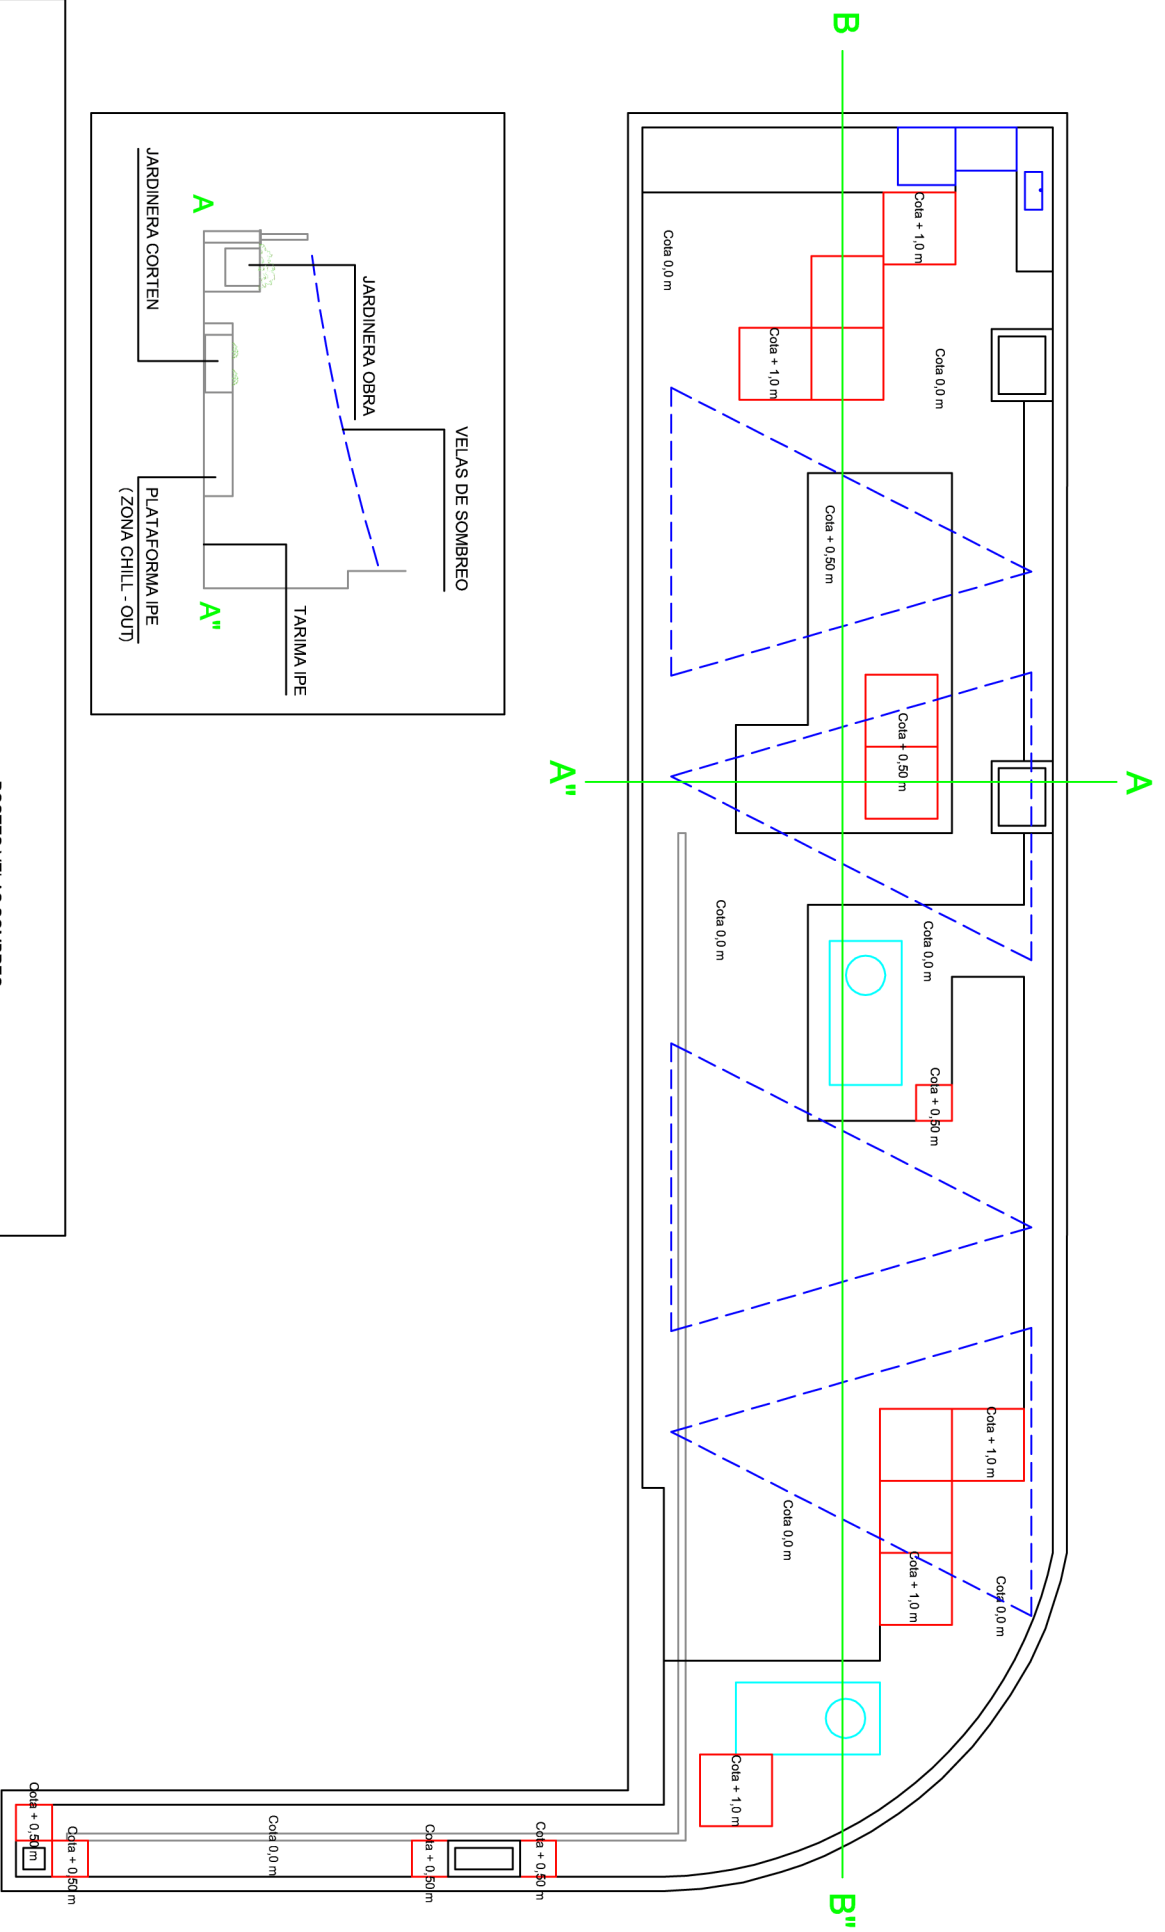 A
Cota 0,0 m
Cota + 1,0 m
Cota 0,0 m
Cota + 0,50 m
Cota 0,0 m
Cota + 1,0 m
Cota + 1,0 m
Cota + 0,50 m
B
B"
Cota + 0,50 m
Cota 0,0 m
Cota + 1,0 m
Cota + 1,0 m
Cota 0,0 m
Cota 0,0 m
A"
VELAS DE SOMBREO
JARDINERA OBRA
TARIMA IPE
A
A"
JARDINERA CORTEN
PLATAFORMA IPE
( ZONA CHILL - OUT)
Cota + 0,50 m
Cota + 0,50 m
Cota 0,0 m
Cota + 0,50 m
Cota + 0,50 m